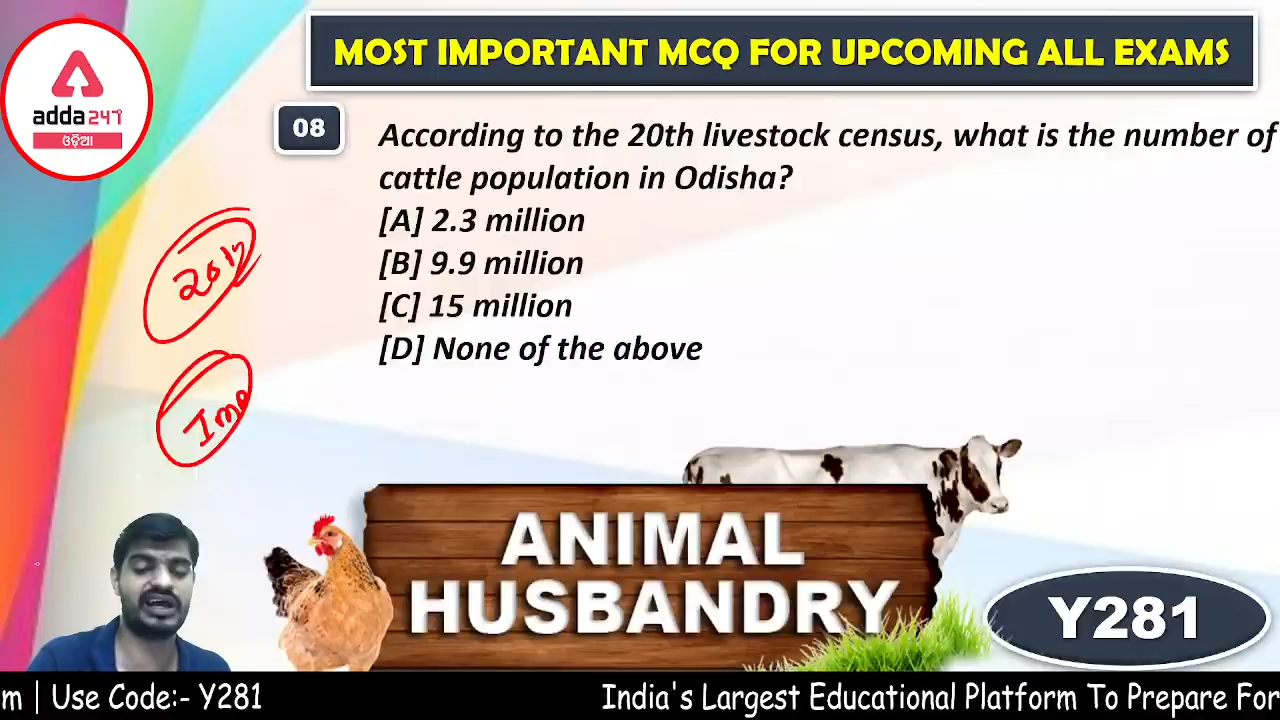 MOST IMPORTANT MCQ FOR UPCOMING ALL EXAMS
adda247
ଓଡ଼ିଆ
08
According to the 20th livestock census, what is the number of
cattle population in Odisha?
[A] 2.3 million
[B] 9.9 million
[C] 15 million
[D] None of the above
Imp
ANIMAL
HUSBANDRY
Y281
m | Use Code:- Y281
India's Largest Educational Platform To Prepare For